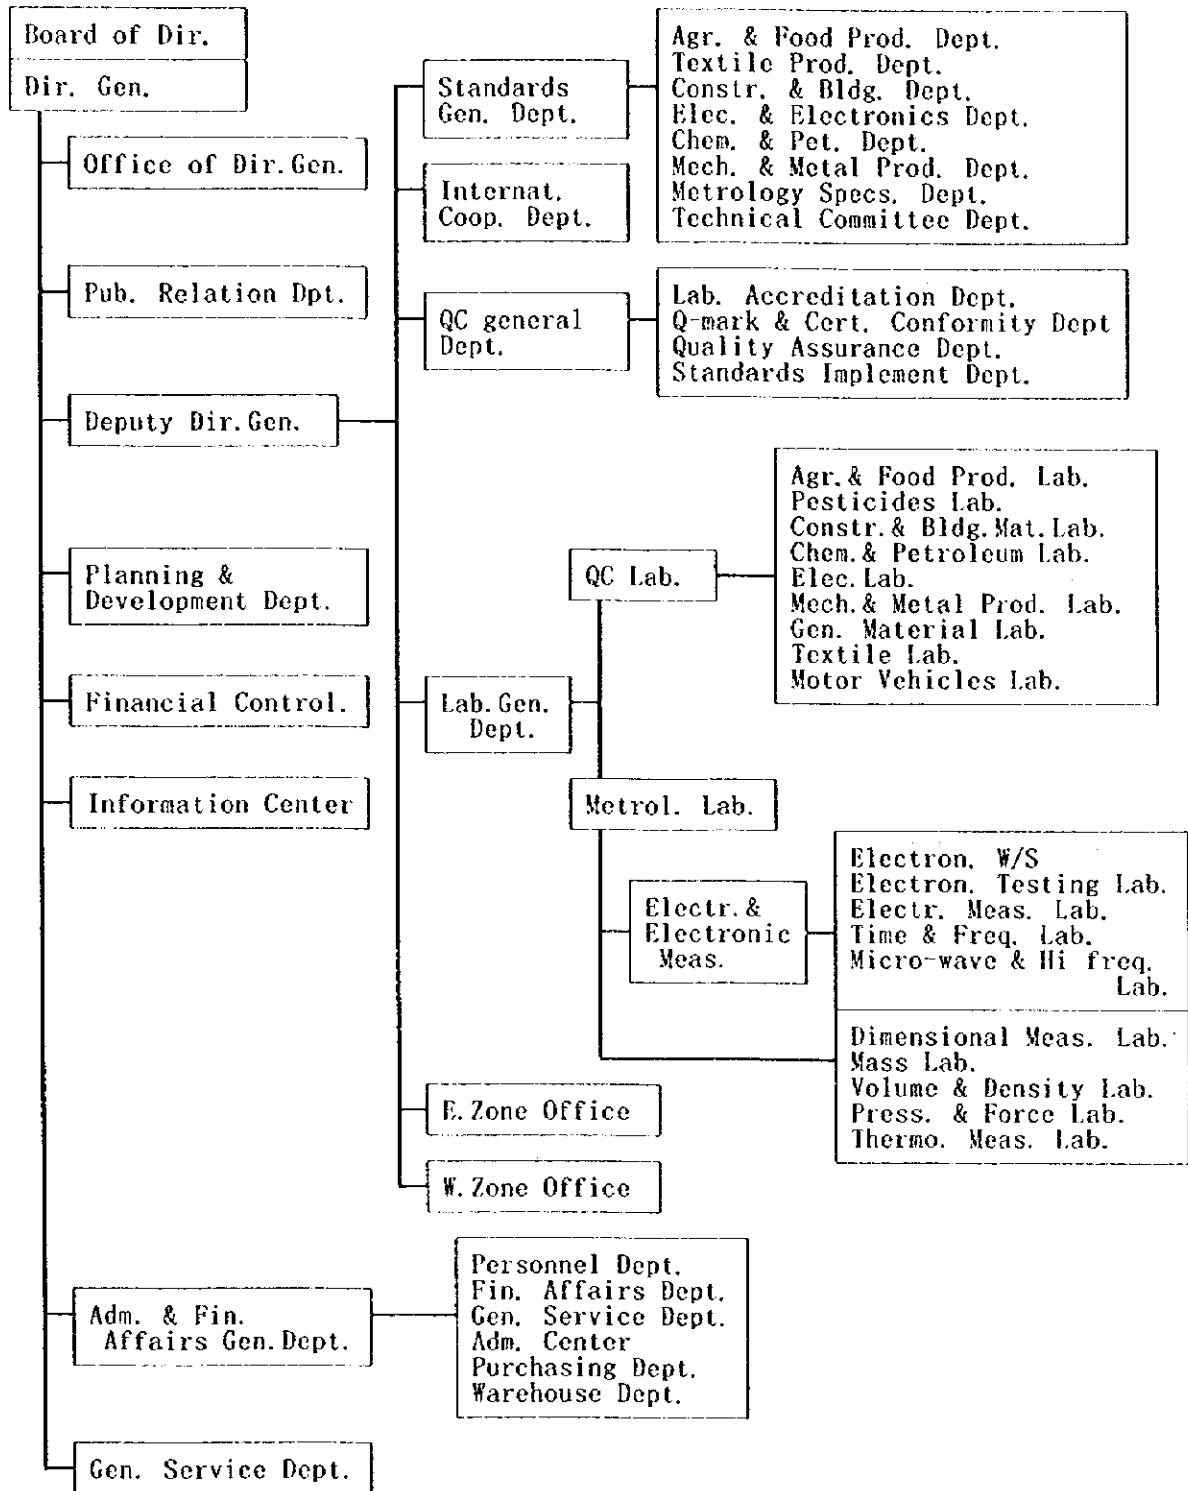 Board of Dir.
Dir. Gen.
Office of Dir.Gen.
Pub. Relation Dpt.
Deputy Dir.Gen.
Planning &
Development Dept.
Financial Control.
Information Center
Adm. & Fin.
Affairs Gen.Dept.
Gen. Service Dept.
Standards
Gen. Dept.
Internat.
Coop. Dept.
QC general
Dept.
Lab.Gen.
Dept.
E.Zone Office
W.Zone Office
Agr. & Food Prod. Dept.
Textile Prod. Dept.
Constr. & Bldg. Dept.
Elec. & Electronics Dept.
Chem. & Pet. Dept.
Mech. & Metal Prod. Dept.
Metrology Specs. Dept.
Technical Committee Dept.
Lab. Accreditation Dept.
Q-mark & Cert. Conformity Dept
Quality Assurance Dept.
Standards Implement Dept.
QC Lab.
Metrol. Lab.
Agr.& Food Prod. Lab.
Pesticides Lab.
Constr.& Bldg.Mat.Lab.
Chem.& Petroleum Lab.
Elec.Lab.
Mech.& Metal Prod. Lab.
Gen. Material Lab.
Textile Lab.
Motor Vehicles Lab.
Electr.&
Electronic
Meas.
Electron. W/S
Electron. Testing Lab.
Electr. Meas. Lab.
Time & Freq. Lab.
Micro-wave & Hi freq.
Lab.
Dimensional Meas. Lab.
Mass Lab.
Volume & Density Lab.
Press. & Force Lab.
Thermo. Meas. Lab.
Personnel Dept.
Fin. Affairs Dept.
Gen. Service Dept.
Adm. Center
Purchasing Dept.
Warehouse Dept.